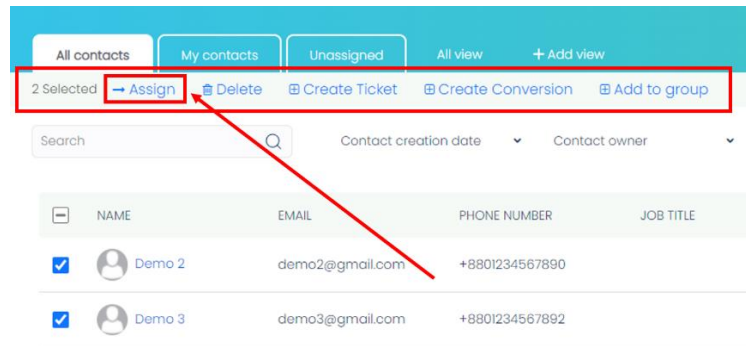 All contacts My contacts Unassigned All view + Add view
2 Selected → Assign Delete Create Ticket Create Conversion Add to group
Search Contact creation date Contact owner
NAME EMAIL PHONE NUMBER JOB TITLE
Demo 2 demo2@gmail.com +8801234567890
Demo 3 demo3@gmail.com +8801234567892